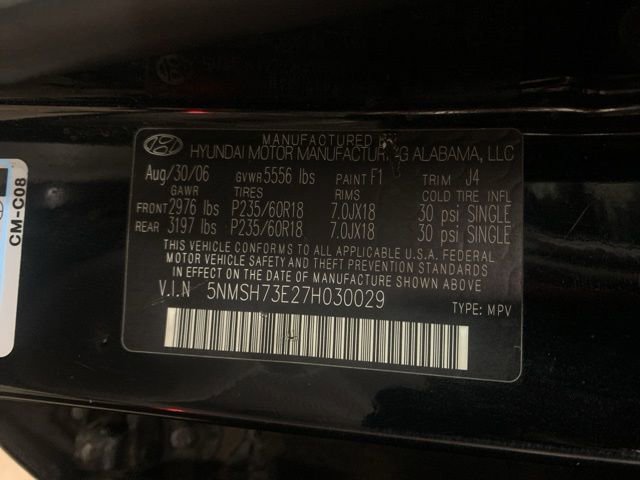 MANUFACTURED BY
HYUNDAI MOTOR MANUFACTURING ALABAMA, LLC
Aug/30/06 GVWR 5556 lbs PAINT F1 TRIM J4
GAWR TIRES RIMS COLD TIRE INFL
FRONT 2976 lbs P235/60R18 7.0JX18 30 psi SINGLE
REAR 3197 lbs P235/60R18 7.0JX18 30 psi SINGLE
THIS VEHICLE CONFORMS TO ALL APPLICABLE U.S.A. FEDERAL
MOTOR VEHICLE SAFETY AND THEFT PREVENTION STANDARDS
IN EFFECT ON THE DATE OF MANUFACTURE SHOWN ABOVE
V.I.N 5NMSH73E27H030029
TYPE: MPV
CM-C08